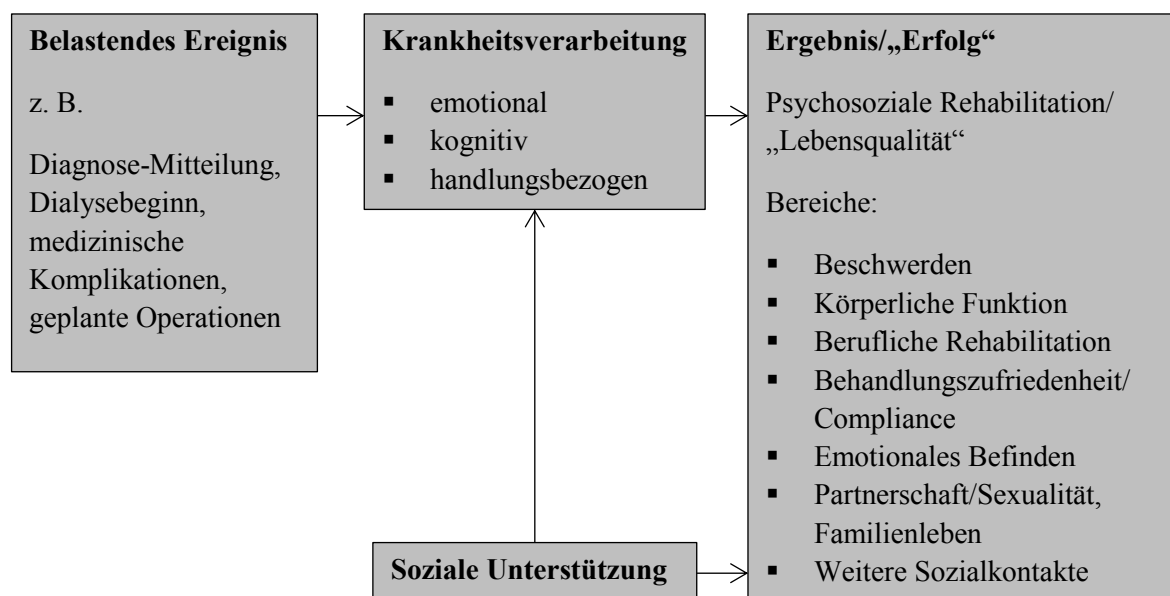 Belastendes Ereignis
z. B.
Diagnose-Mitteilung,
Dialysebeginn,
medizinische
Komplikationen,
geplante Operationen
Krankheitsverarbeitung
▪ emotional
▪ kognitiv
▪ handlungsbezogen
Ergebnis/„Erfolg“
Psychosoziale Rehabilitation/
„Lebensqualität“
Bereiche:
▪ Beschwerden
▪ Körperliche Funktion
▪ Berufliche Rehabilitation
▪ Behandlungszufriedenheit/
Compliance
▪ Emotionales Befinden
▪ Partnerschaft/Sexualität,
Familienleben
▪ Weitere Sozialkontakte
Soziale Unterstützung